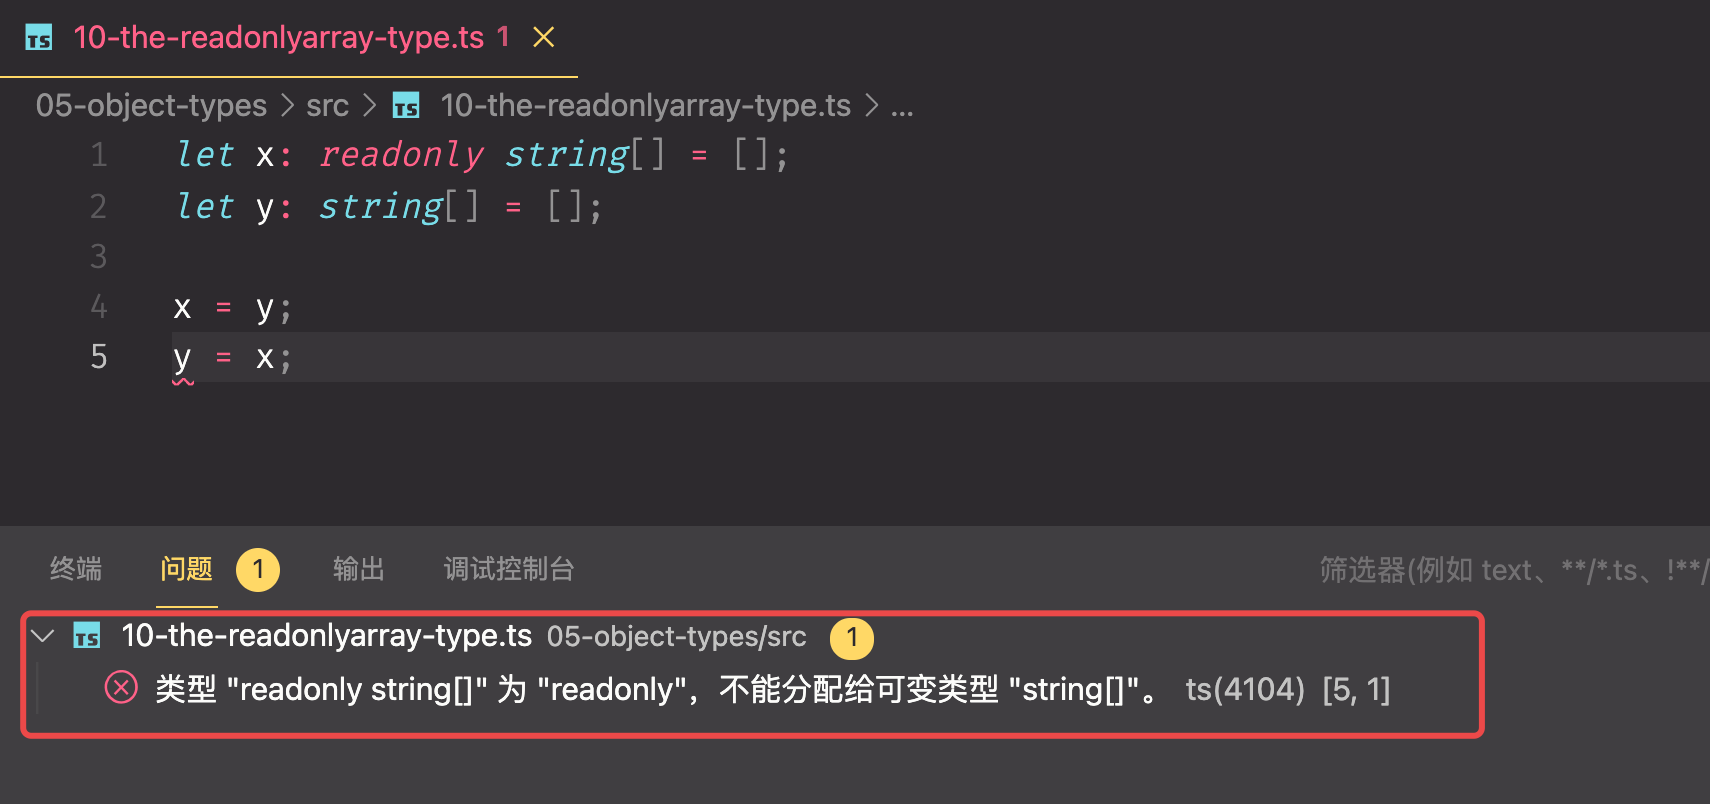 TS 10-the-readonlyarray-type.ts 1
05-object-types > src > TS 10-the-readonlyarray-type.ts > ...
1 let x: readonly string[] = [];
2 let y: string[] = [];
3
4 x = y;
5 y = x;
终端 问题 1 输出 调试控制台 筛选器(例如 text、**/*.ts、!**/
TS 10-the-readonlyarray-type.ts 05-object-types/src 1
类型 "readonly string[]" 为 "readonly"，不能分配给可变类型 "string[]"。 ts(4104) [5, 1]